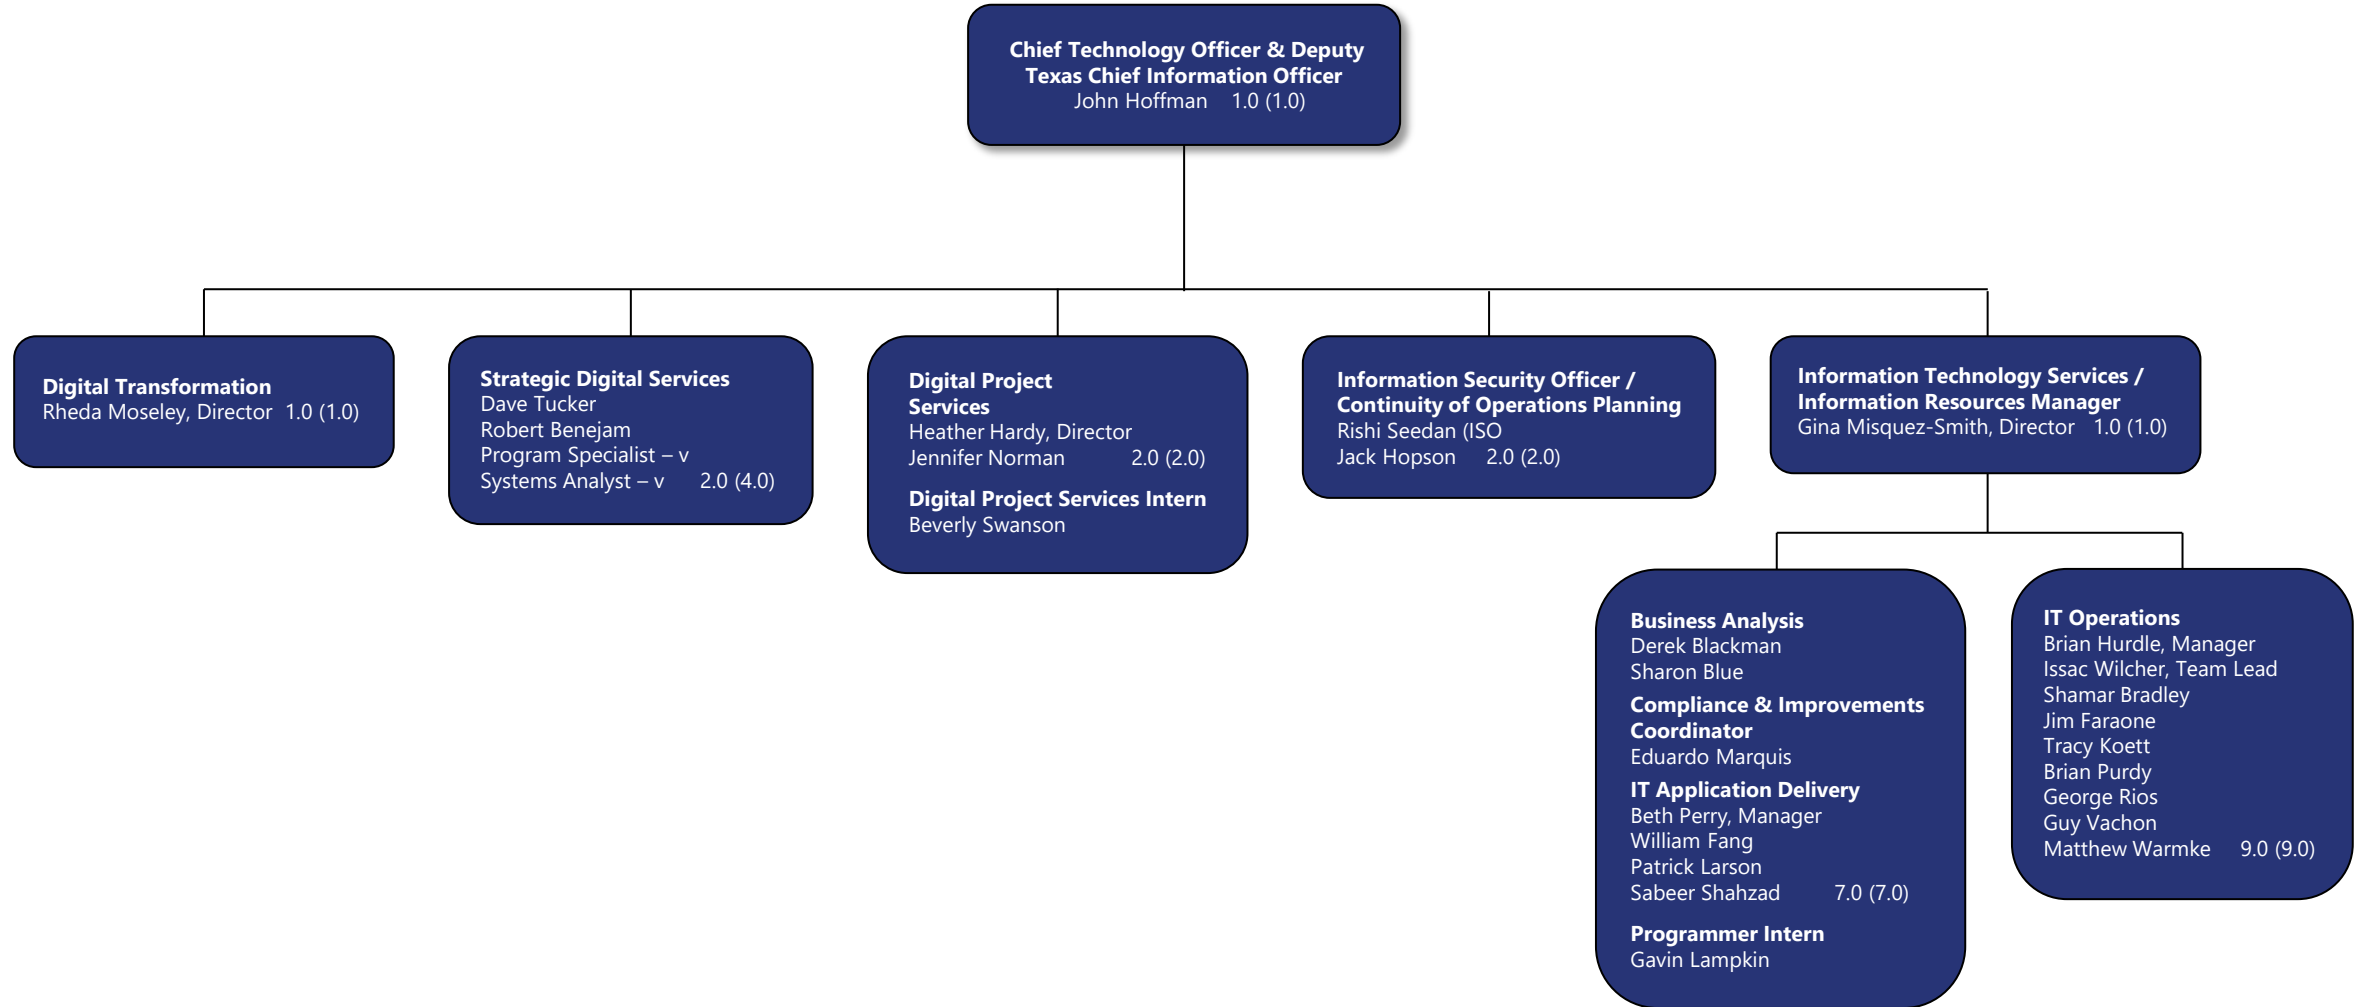 Chief Technology Officer & Deputy
Texas Chief Information Officer
John Hoffman 1.0 (1.0)
Digital Transformation
Rheda Moseley, Director 1.0 (1.0)
Strategic Digital Services
Dave Tucker
Robert Benejam
Program Specialist – v
Systems Analyst – v 2.0 (4.0)
Digital Project
Services
Heather Hardy, Director
Jennifer Norman 2.0 (2.0)
Digital Project Services Intern
Beverly Swanson
Information Security Officer /
Continuity of Operations Planning
Rishi Seedan (ISO
Jack Hopson 2.0 (2.0)
Information Technology Services /
Information Resources Manager
Gina Misquez-Smith, Director 1.0 (1.0)
Business Analysis
Derek Blackman
Sharon Blue
Compliance & Improvements
Coordinator
Eduardo Marquis
IT Application Delivery
Beth Perry, Manager
William Fang
Patrick Larson
Sabeer Shahzad 7.0 (7.0)
Programmer Intern
Gavin Lampkin
IT Operations
Brian Hurdle, Manager
Issac Wilcher, Team Lead
Shamar Bradley
Jim Faraone
Tracy Koett
Brian Purdy
George Rios
Guy Vachon
Matthew Warmke 9.0 (9.0)